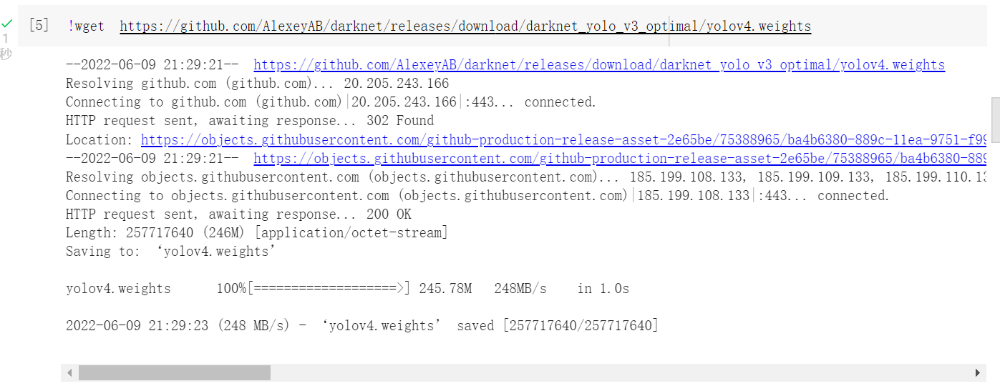 [5] !wget https://github.com/AlexeyAB/darknet/releases/download/darknet_yolo_v3_optimal/yolov4.weights
1
秒
--2022-06-09 21:29:21-- https://github.com/AlexeyAB/darknet/releases/download/darknet_yolo_v3_optimal/yolov4.weights
Resolving github.com (github.com)... 20.205.243.166
Connecting to github.com (github.com)|20.205.243.166|:443... connected.
HTTP request sent, awaiting response... 302 Found
Location: https://objects.githubusercontent.com/github-production-release-asset-2e65be/75388965/ba4b6380-889c-11ea-9751-f99
--2022-06-09 21:29:21-- https://objects.githubusercontent.com/github-production-release-asset-2e65be/75388965/ba4b6380-889
Resolving objects.githubusercontent.com (objects.githubusercontent.com)... 185.199.108.133, 185.199.109.133, 185.199.110.13
Connecting to objects.githubusercontent.com (objects.githubusercontent.com)|185.199.108.133|:443... connected.
HTTP request sent, awaiting response... 200 OK
Length: 257717640 (246M) [application/octet-stream]
Saving to: ‘yolov4.weights’
yolov4.weights 100%[===================>] 245.78M 248MB/s in 1.0s
2022-06-09 21:29:23 (248 MB/s) - ‘yolov4.weights’ saved [257717640/257717640]